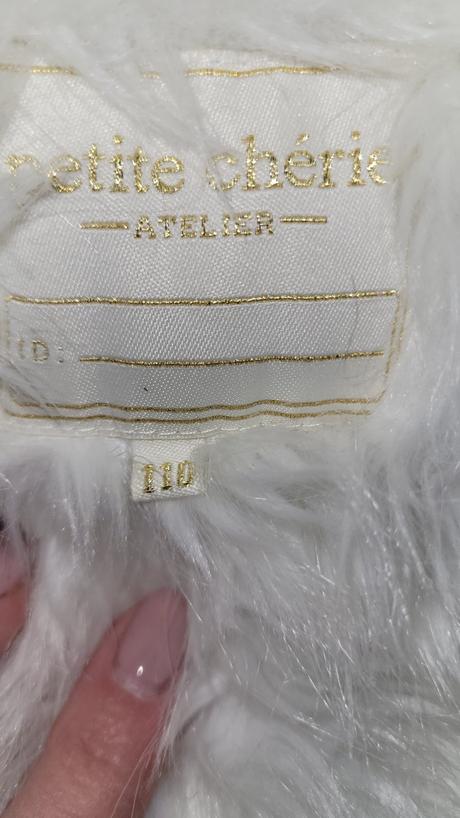 petite chérie
ATELIER
ID:
110